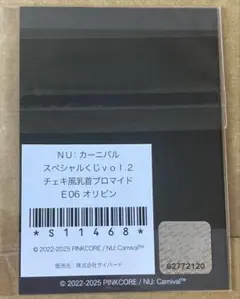 NU: カーニバル
スペシャルくじvol.2
チェキ風乳首ブロマイド
E06 オリビン
*S11468*
© 2022-2025 PINKCORE / NU: Carnival™
販売元 株式会社サイバード
02772120
© 2022-2025 PINKCORE / NU: Carnival™